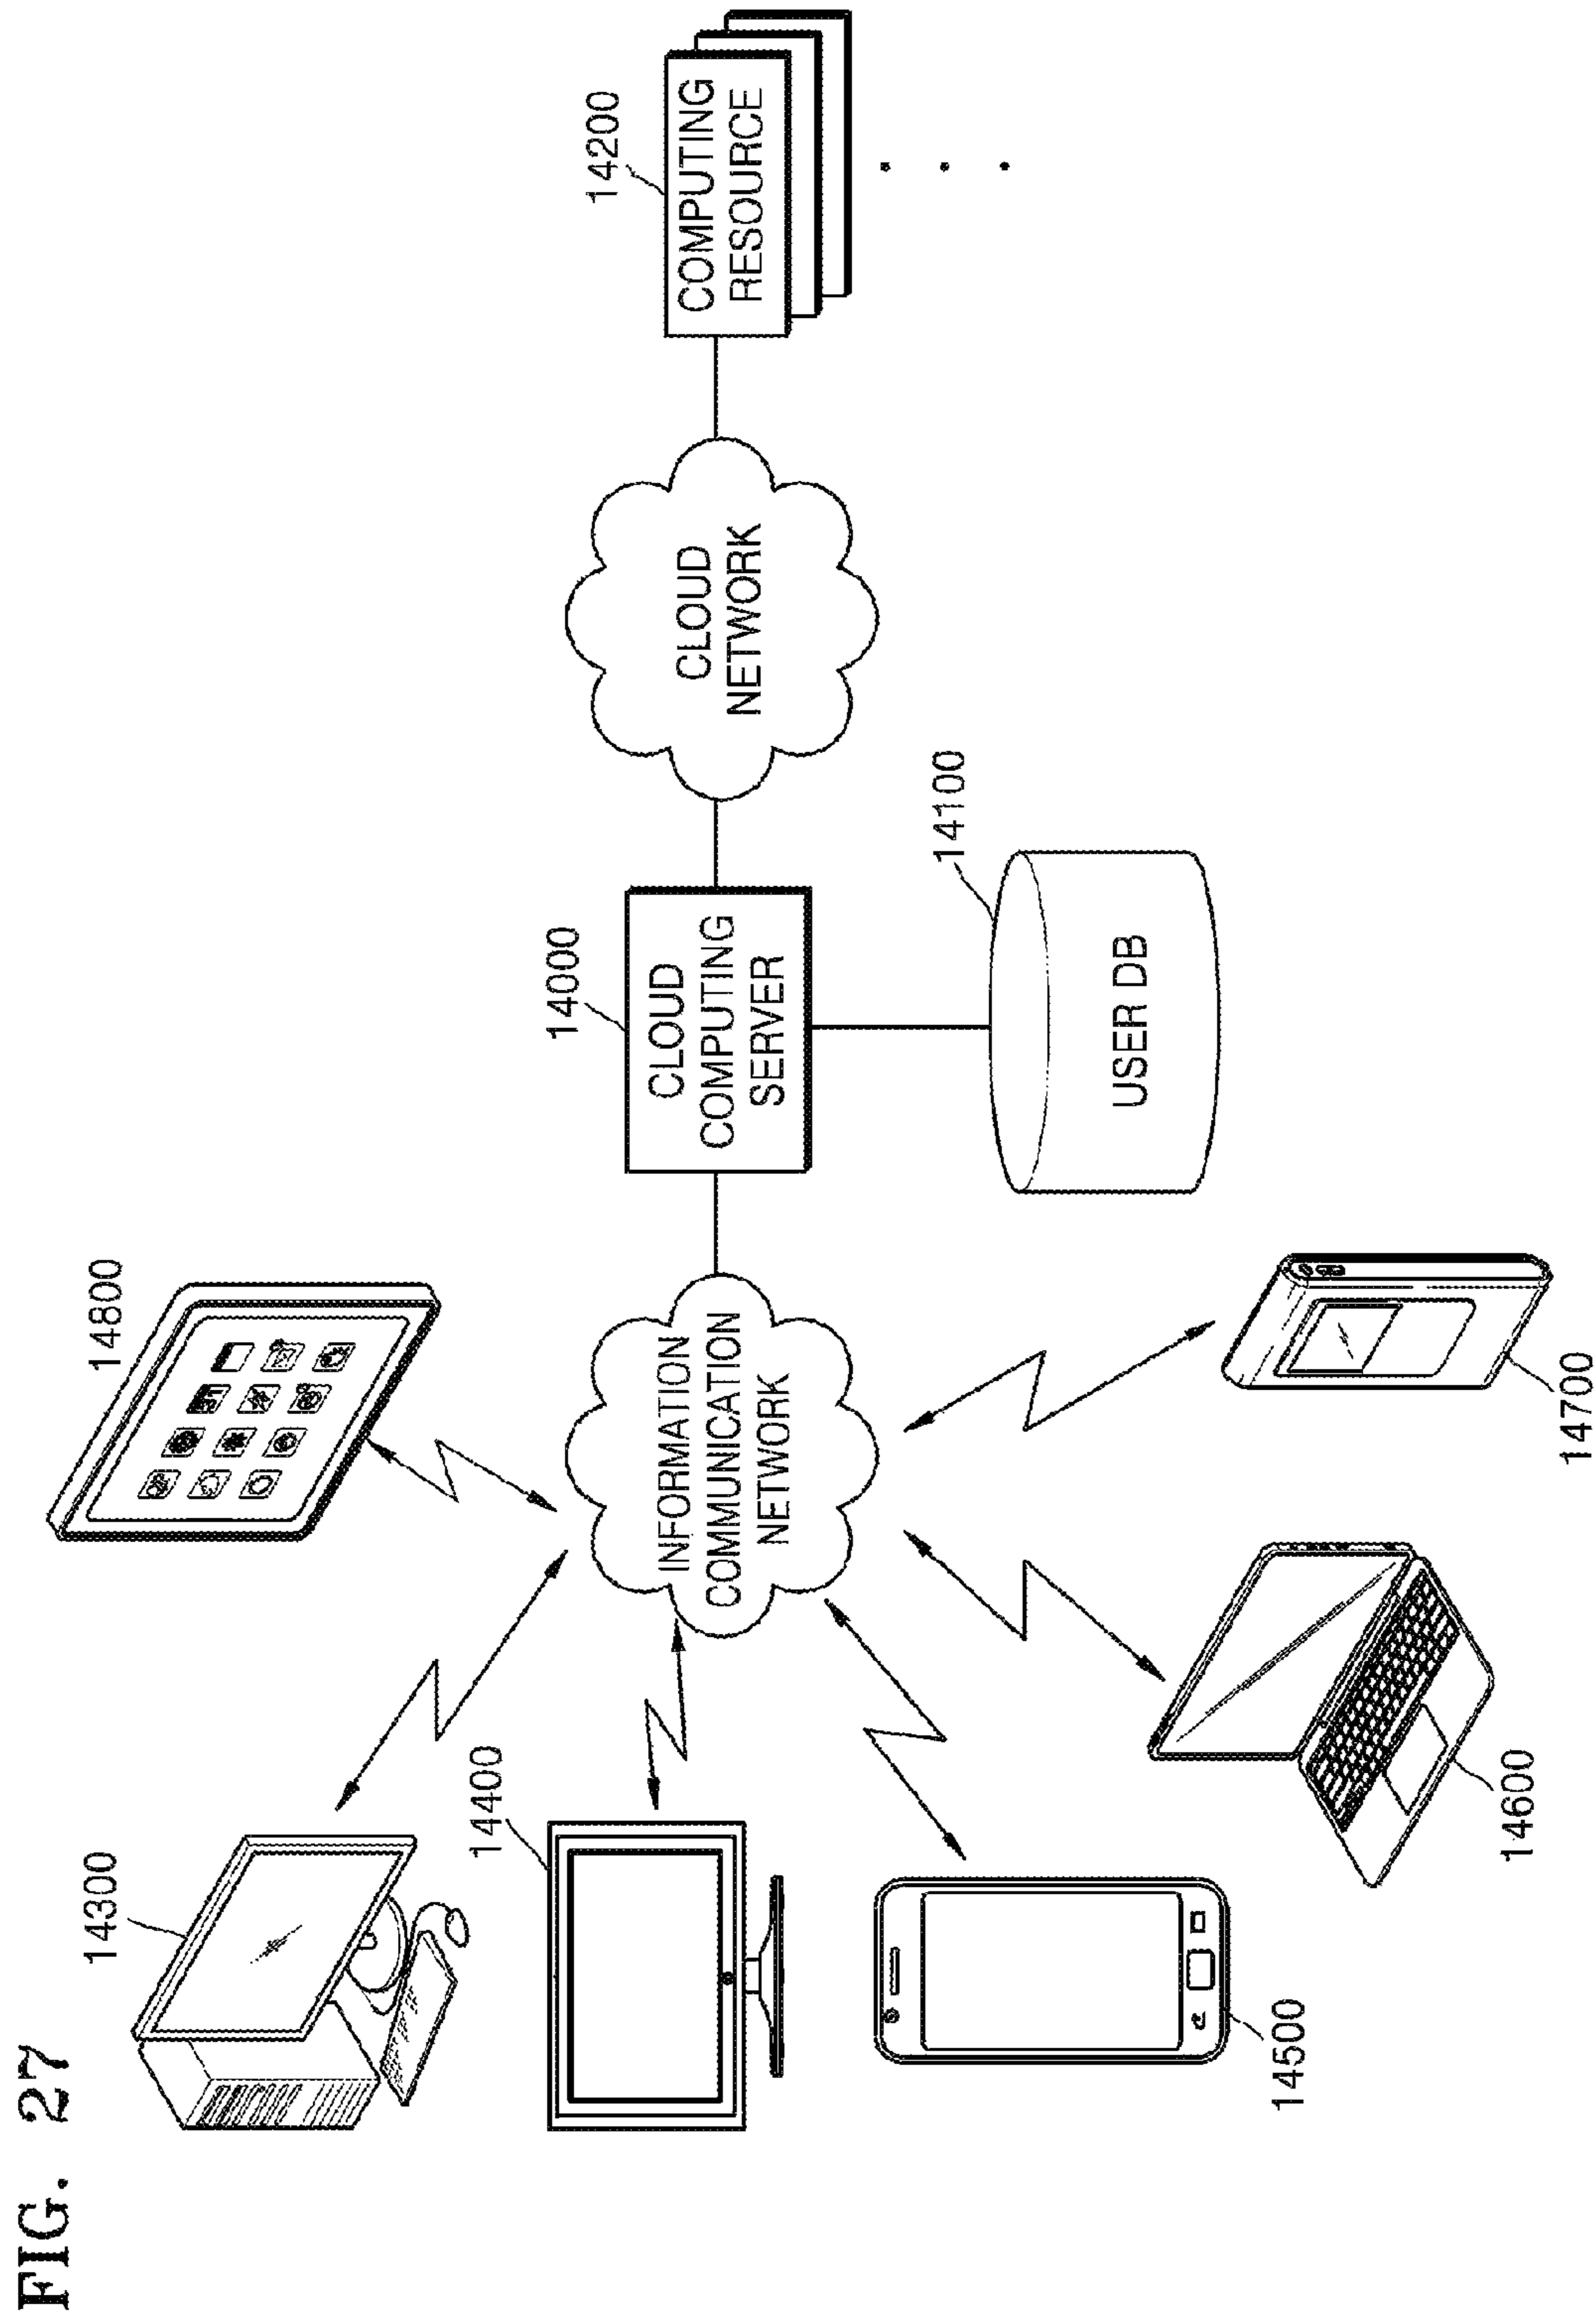 FIG. 27
14300
14800
14400
14000
14200
INFORMATION
COMMUNICATION
NETWORK
CLOUD
COMPUTING
SERVER
CLOUD
NETWORK
COMPUTING
RESOURCE
14100
USER DB
14500
14600
14700